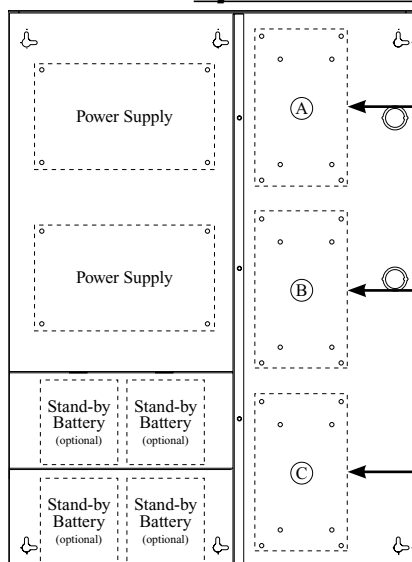 Power Supply
A
Power Supply
B
Stand-by
Battery
(optional)
Stand-by
Battery
(optional)
C
Stand-by
Battery
(optional)
Stand-by
Battery
(optional)